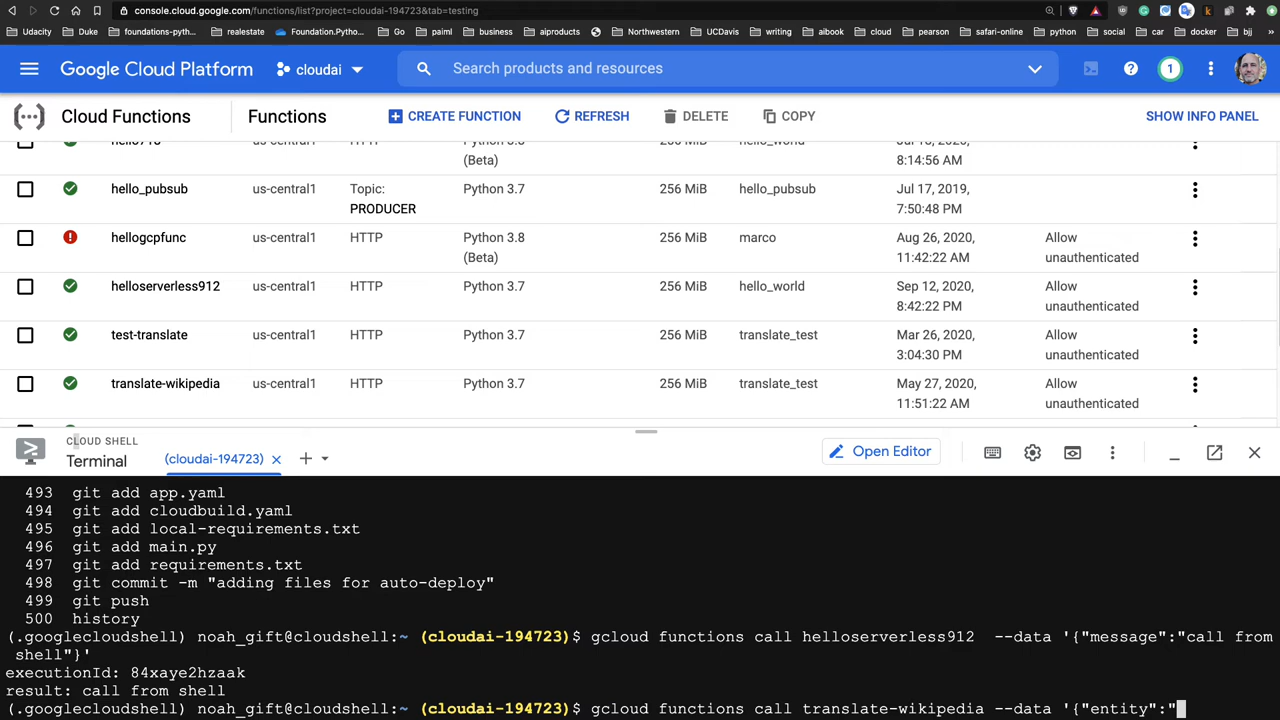 console.cloud.google.com/functions/list?project=cloudai-194723&tab=testing
Udacity Duke foundations-pyth... realestate Foundation.Pytho... Go paiml business aiproducts Northwestern UCDavis writing aibook cloud pearson safari-online python social car docker bjj »
Google Cloud Platform cloudai Search products and resources 1
Cloud Functions Functions CREATE FUNCTION REFRESH DELETE COPY SHOW INFO PANEL
(Beta) 8:14:56 AM
hello_pubsub us-central1 Topic: Python 3.7 256 MiB hello_pubsub Jul 17, 2019,
PRODUCER 7:50:48 PM
hellogcpfunc us-central1 HTTP Python 3.8 256 MiB marco Aug 26, 2020, Allow
(Beta) 11:42:22 AM unauthenticated
helloserverless912 us-central1 HTTP Python 3.7 256 MiB hello_world Sep 12, 2020, Allow
8:42:22 PM unauthenticated
test-translate us-central1 HTTP Python 3.7 256 MiB translate_test Mar 26, 2020, Allow
3:04:30 PM unauthenticated
translate-wikipedia us-central1 HTTP Python 3.7 256 MiB translate_test May 27, 2020, Allow
11:51:22 AM unauthenticated
CLOUD SHELL
Terminal (cloudai-194723) Open Editor
493 git add app.yaml
494 git add cloudbuild.yaml
495 git add local-requirements.txt
496 git add main.py
497 git add requirements.txt
498 git commit -m "adding files for auto-deploy"
499 git push
500 history
(.googlecloudshell) noah_gift@cloudshell:~ (cloudai-194723)$ gcloud functions call helloserverless912 --data '{"message":"call from
shell"}'
executionId: 84xaye2hzaak
result: call from shell
(.googlecloudshell) noah_gift@cloudshell:~ (cloudai-194723)$ gcloud functions call translate-wikipedia --data '{"entity":"